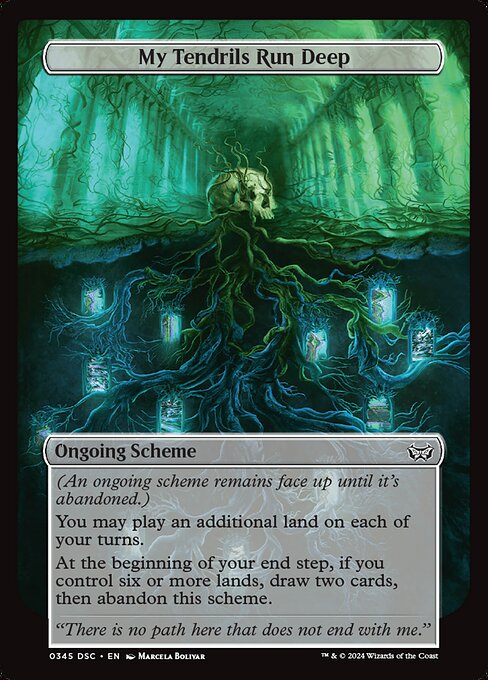 My Tendrils Run Deep
Ongoing Scheme
(An ongoing scheme remains face up until it's
abandoned.)
You may play an additional land on each of
your turns.
At the beginning of your end step, if you
control six or more lands, draw two cards,
then abandon this scheme.
"There is no path here that does not end with me."
0345 DSC • EN Marcela Bolivar
™ & © 2024 Wizards of the Coast